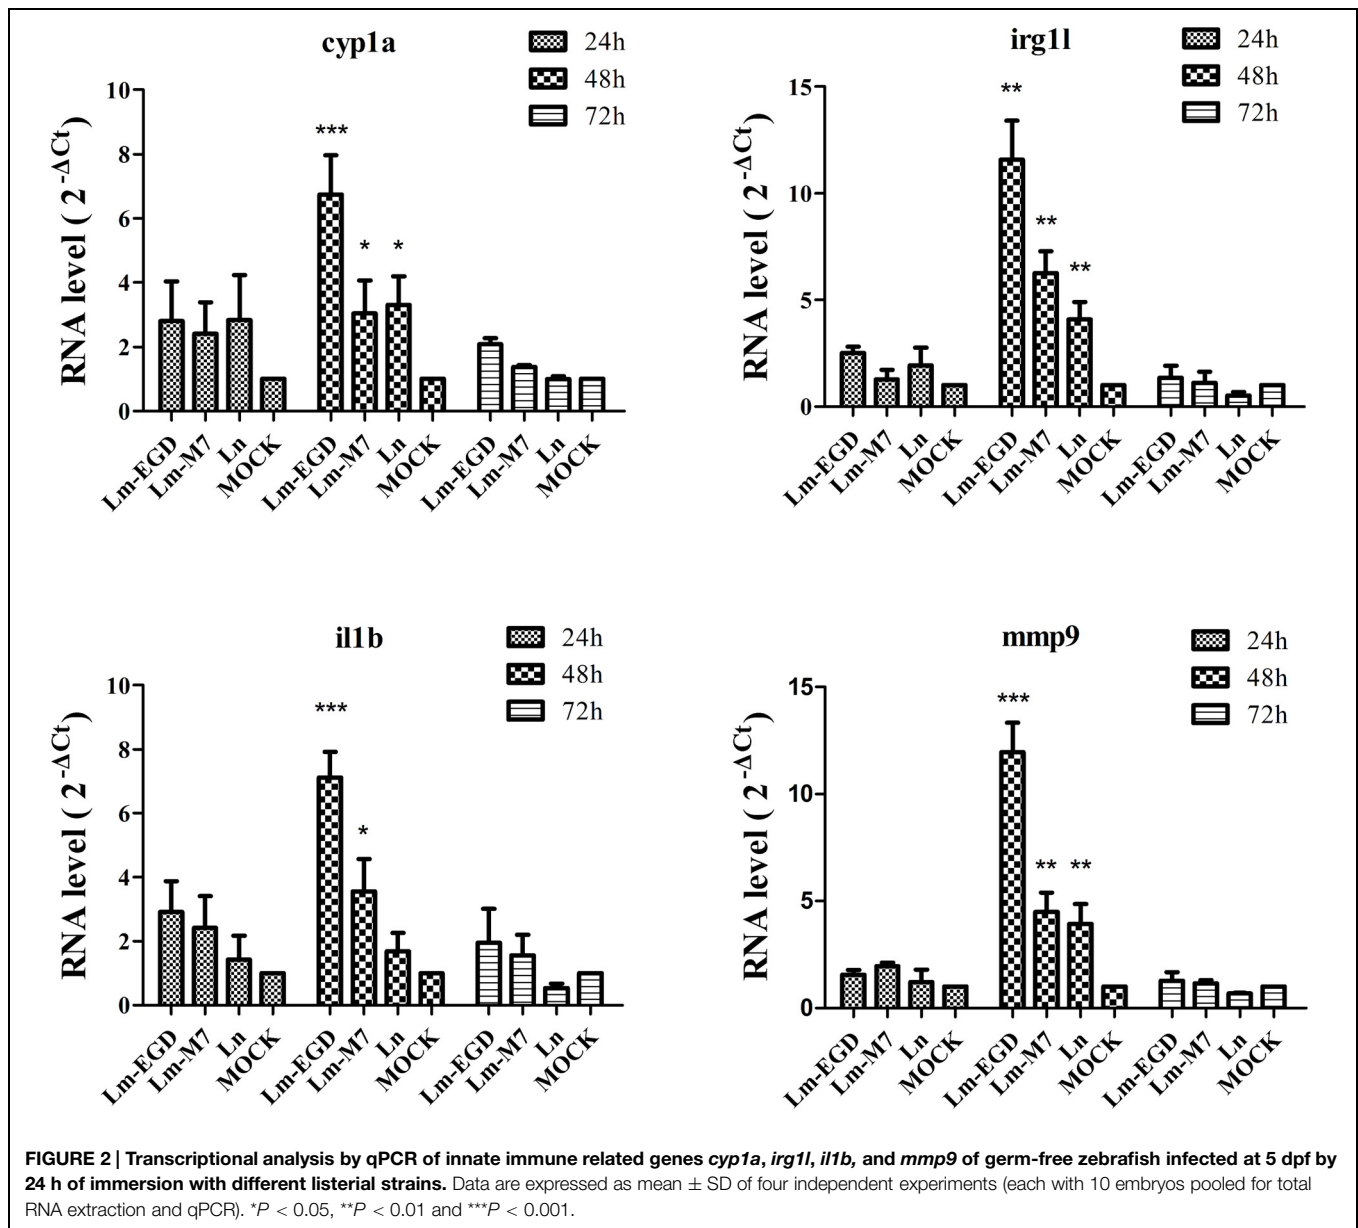 cyp1a
24h
48h
72h
RNA level ( 2^-ΔCt)
10
8
6
4
2
0
***
*
*
Lm-EGD
Lm-M7
Ln
MOCK
Lm-EGD
Lm-M7
Ln
MOCK
Lm-EGD
Lm-M7
Ln
MOCK
irg1l
24h
48h
72h
RNA level ( 2^-ΔCt)
15
10
5
0
**
**
**
Lm-EGD
Lm-M7
Ln
MOCK
Lm-EGD
Lm-M7
Ln
MOCK
Lm-EGD
Lm-M7
Ln
MOCK
il1b
24h
48h
72h
RNA level ( 2^-ΔCt)
10
8
6
4
2
0
***
*
Lm-EGD
Lm-M7
Ln
MOCK
Lm-EGD
Lm-M7
Ln
MOCK
Lm-EGD
Lm-M7
Ln
MOCK
mmp9
24h
48h
72h
RNA level ( 2^-ΔCt)
15
10
5
0
***
**
**
Lm-EGD
Lm-M7
Ln
MOCK
Lm-EGD
Lm-M7
Ln
MOCK
Lm-EGD
Lm-M7
Ln
MOCK
FIGURE 2 | Transcriptional analysis by qPCR of innate immune related genes cyp1a, irg1l, il1b, and mmp9 of germ-free zebrafish infected at 5 dpf by
24 h of immersion with different listerial strains. Data are expressed as mean ± SD of four independent experiments (each with 10 embryos pooled for total
RNA extraction and qPCR). *P < 0.05, **P < 0.01 and ***P < 0.001.